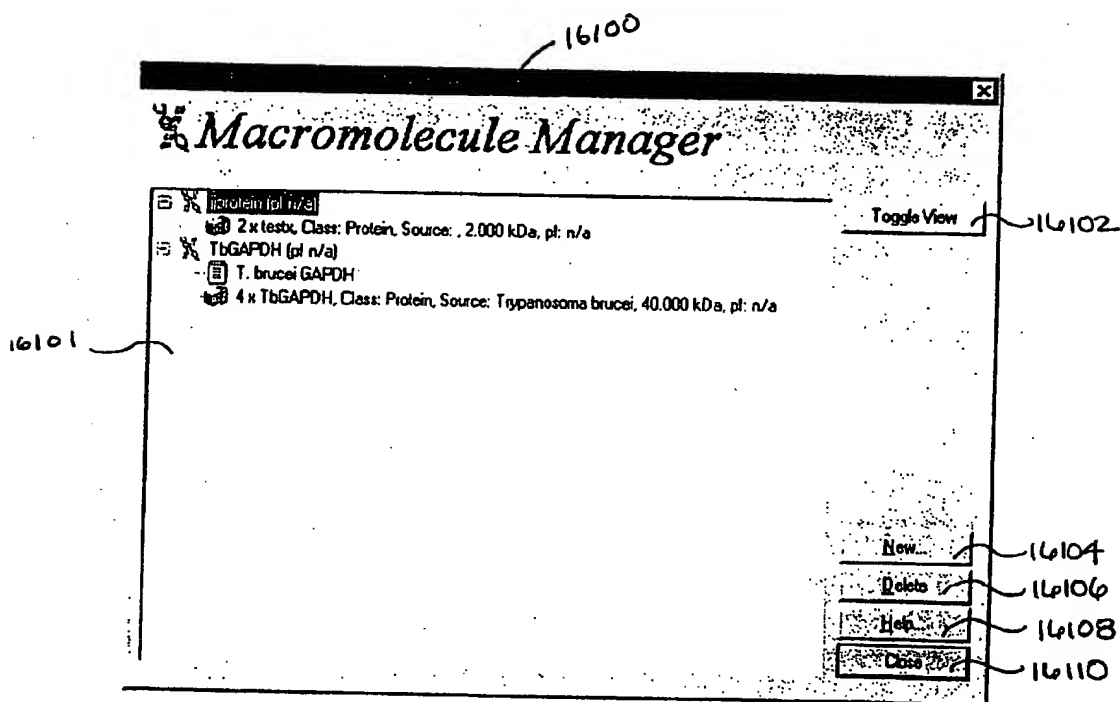 16100
Macromolecule Manager
(pI n/a)
2 x testx, Class: Protein, Source: , 2.000 kDa, pI: n/a
TbGAPDH (pI n/a)
T. brucei GAPDH
4 x TbGAPDH, Class: Protein, Source: Trypanosoma brucei, 40.000 kDa, pI: n/a
Toggle View
16102
16101
New...
16104
Delete
16106
Help...
16108
Close
16110